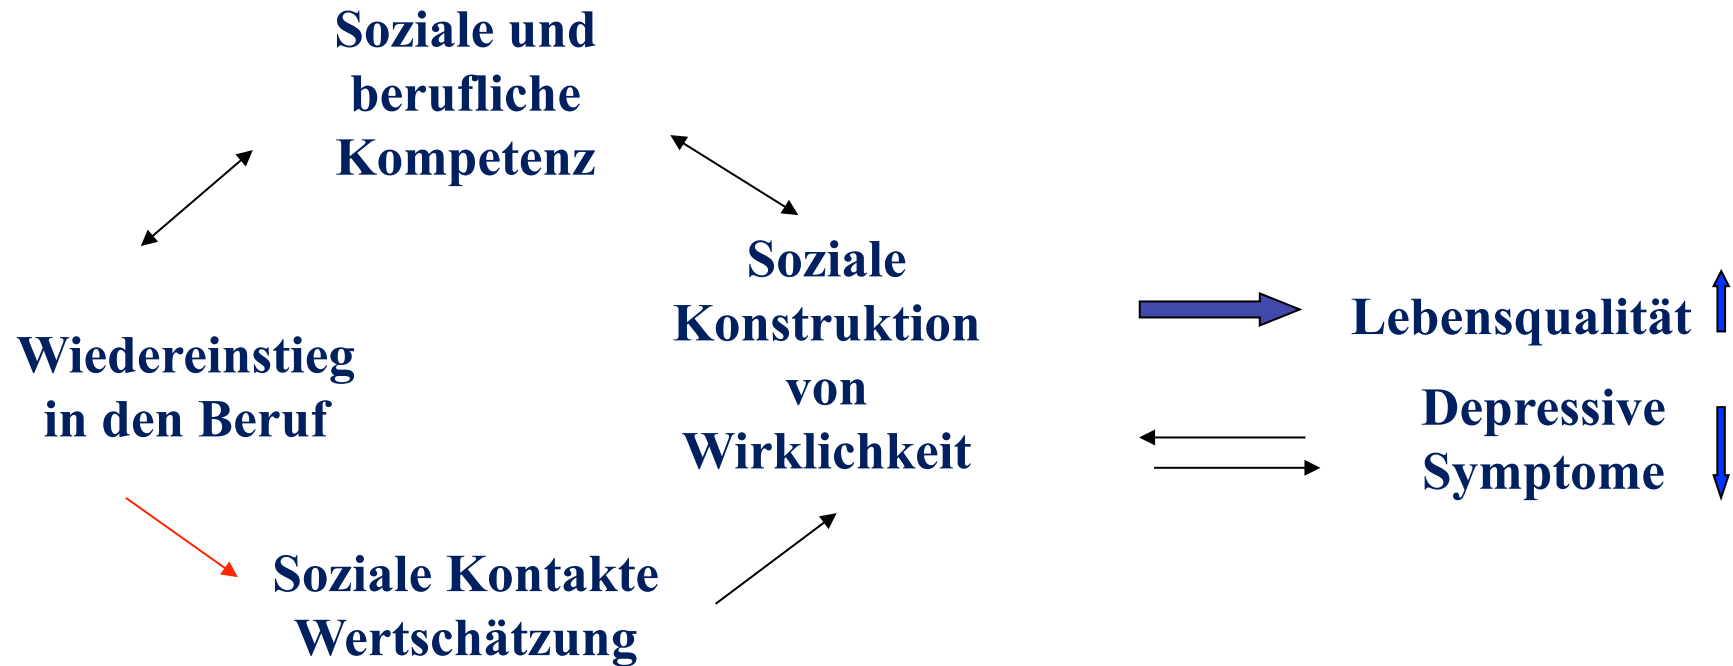 Soziale und
berufliche
Kompetenz
Soziale
Konstruktion
von
Wirklichkeit
Wiedereinstieg
in den Beruf
Soziale Kontakte
Wertschätzung
Lebensqualität
Depressive
Symptome